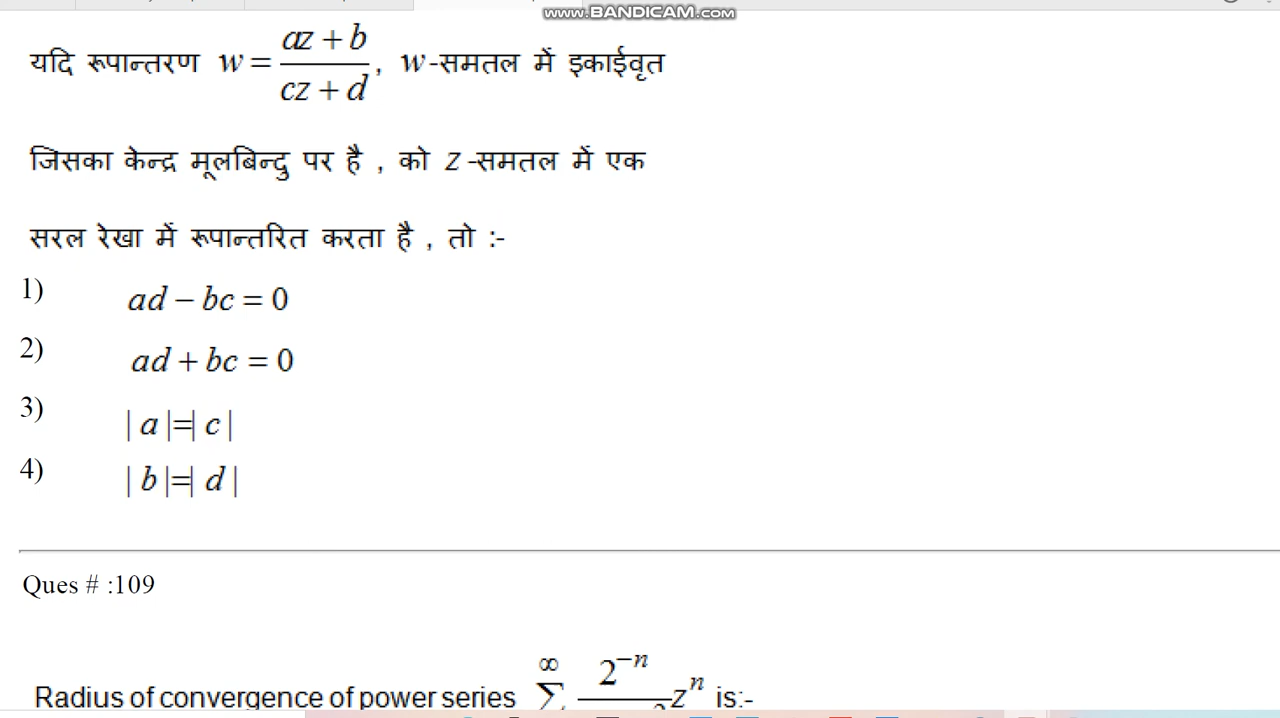 www.BANDICAM.com
यदि रूपान्तरण w = (az + b)/(cz + d), w-समतल में इकाईवृत
जिसका केन्द्र मूलबिन्दु पर है , को z -समतल में एक
सरल रेखा में रूपान्तरित करता है , तो :-
1) ad − bc = 0
2) ad + bc = 0
3) | a |=| c |
4) | b |=| d |
Ques # :109
Radius of convergence of power series ∑ ∞ 2⁻ⁿ zⁿ is:-